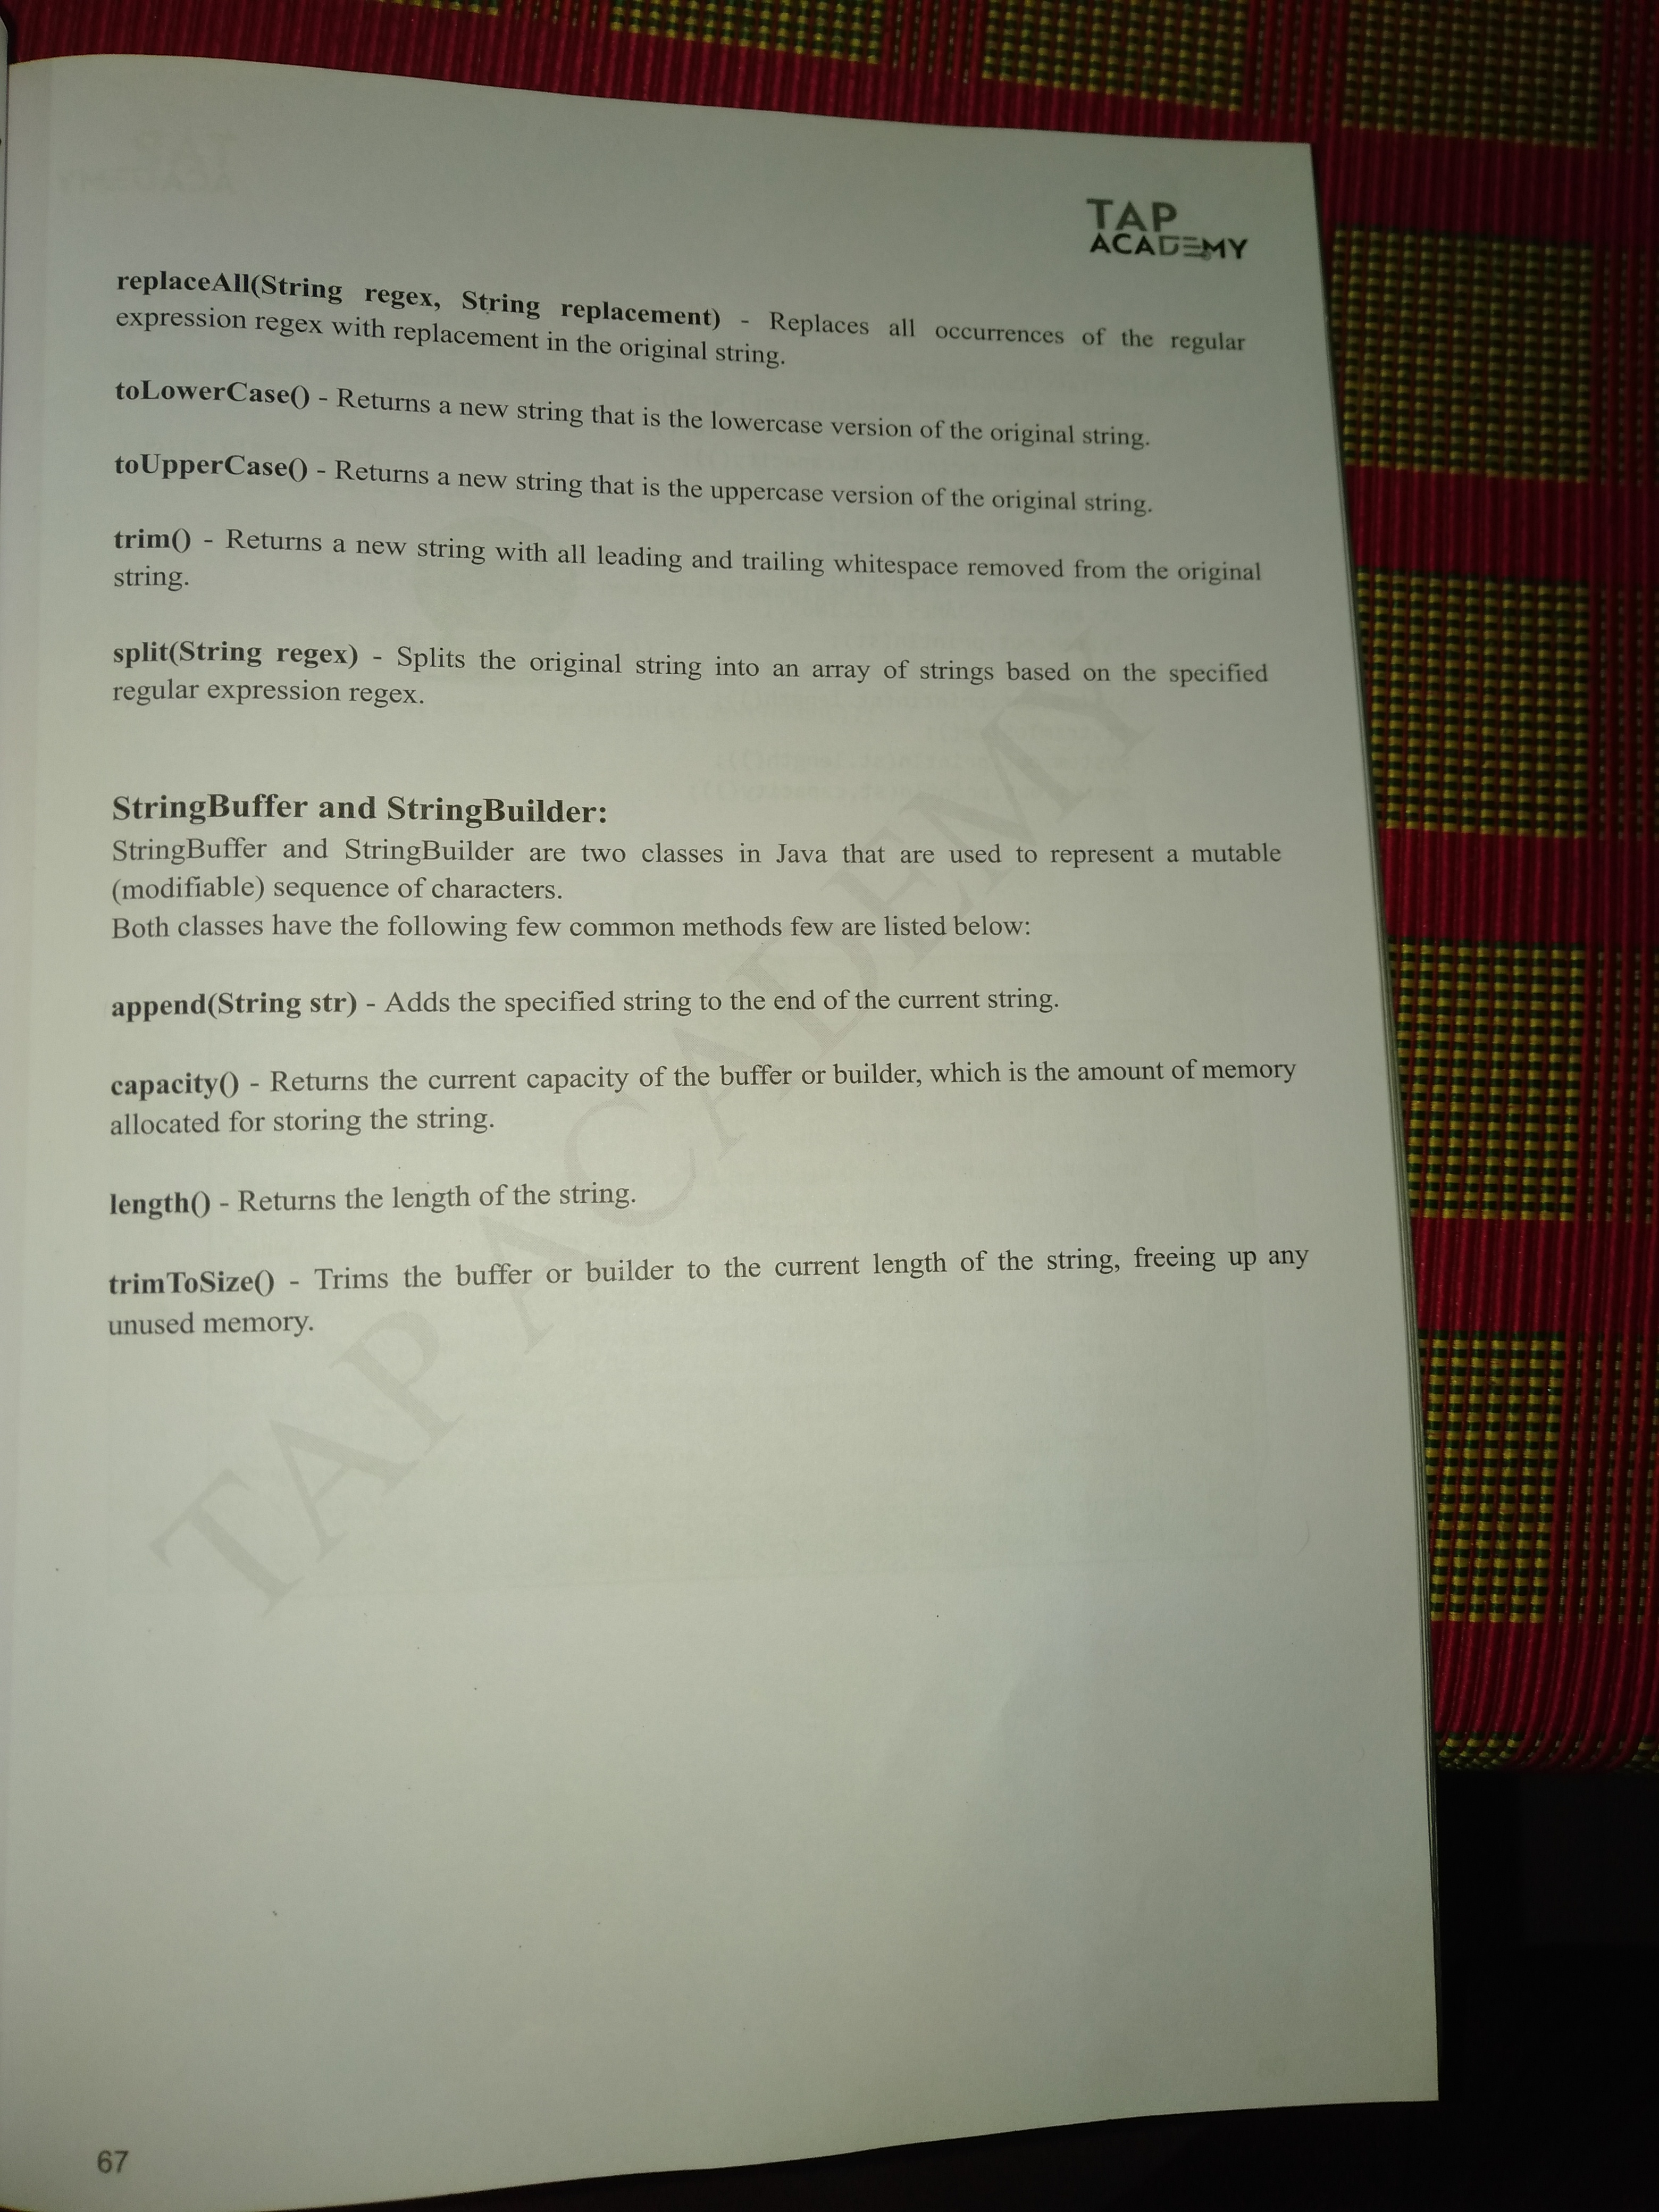 TAP
ACADEMY
replaceAll(String regex, String replacement) - Replaces all occurrences of the regular
expression regex with replacement in the original string.
toLowerCase() - Returns a new string that is the lowercase version of the original string.
toUpperCase() - Returns a new string that is the uppercase version of the original string.
trim() - Returns a new string with all leading and trailing whitespace removed from the original
string.
split(String regex) - Splits the original string into an array of strings based on the specified
regular expression regex.
StringBuffer and StringBuilder:
StringBuffer and StringBuilder are two classes in Java that are used to represent a mutable
(modifiable) sequence of characters.
Both classes have the following few common methods few are listed below:
append(String str) - Adds the specified string to the end of the current string.
capacity() - Returns the current capacity of the buffer or builder, which is the amount of memory
allocated for storing the string.
length() - Returns the length of the string.
trimToSize() - Trims the buffer or builder to the current length of the string, freeing up any
unused memory.
TAP ACADEMY
67